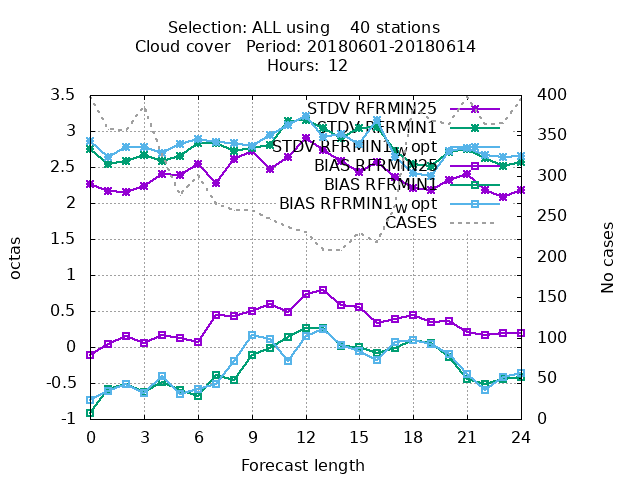 Selection: ALL using 40 stations
Cloud cover Period: 20180601-20180614
Hours: 12
3.5
3
2.5
2
1.5
1
0.5
0
-0.5
-1
octas
STDV RFRMIN25
STDV RFRMIN1
STDV RFRMIN1w opt
BIAS RFRMIN25
BIAS RFRMIN1
BIAS RFRMIN1w opt
CASES
400
350
300
250
200
150
100
50
0
No cases
0 3 6 9 12 15 18 21 24
Forecast length